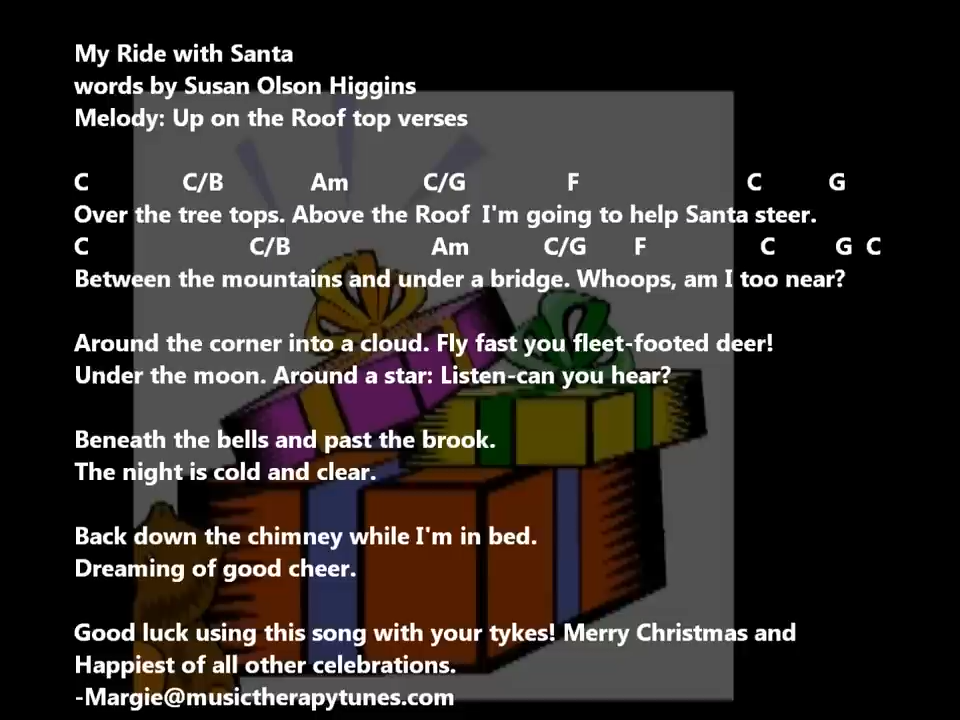 My Ride with Santa
words by Susan Olson Higgins
Melody: Up on the Roof top verses
C C/B Am C/G F C G
Over the tree tops. Above the Roof I'm going to help Santa steer.
C C/B Am C/G F C G C
Between the mountains and under a bridge. Whoops, am I too near?
Around the corner into a cloud. Fly fast you fleet-footed deer!
Under the moon. Around a star: Listen-can you hear?
Beneath the bells and past the brook.
The night is cold and clear.
Back down the chimney while I'm in bed.
Dreaming of good cheer.
Good luck using this song with your tykes! Merry Christmas and
Happiest of all other celebrations.
-Margie@musictherapytunes.com